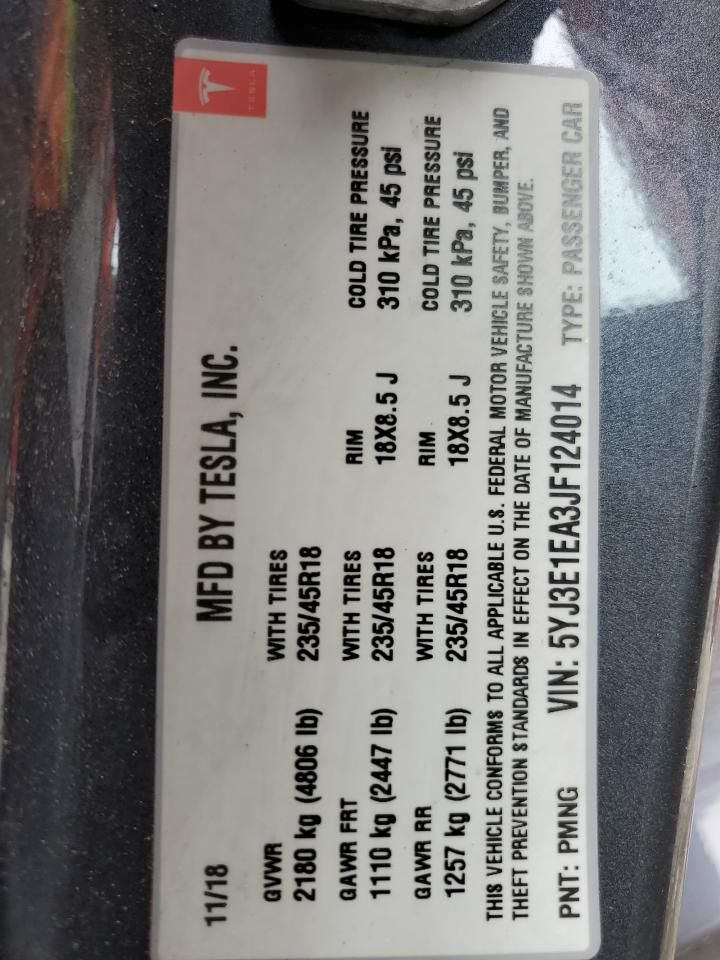 TESLA
11/18 MFD BY TESLA, INC.
GVWR WITH TIRES
2180 kg (4806 lb) 235/45R18
GAWR FRT WITH TIRES RIM COLD TIRE PRESSURE
1110 kg (2447 lb) 235/45R18 18X8.5 J 310 kPa, 45 psi
GAWR RR WITH TIRES RIM COLD TIRE PRESSURE
1257 kg (2771 lb) 235/45R18 18X8.5 J 310 kPa, 45 psi
THIS VEHICLE CONFORMS TO ALL APPLICABLE U.S. FEDERAL MOTOR VEHICLE SAFETY, BUMPER, AND
THEFT PREVENTION STANDARDS IN EFFECT ON THE DATE OF MANUFACTURE SHOWN ABOVE.
PNT: PMNG VIN: 5YJ3E1EA3JF124014 TYPE: PASSENGER CAR